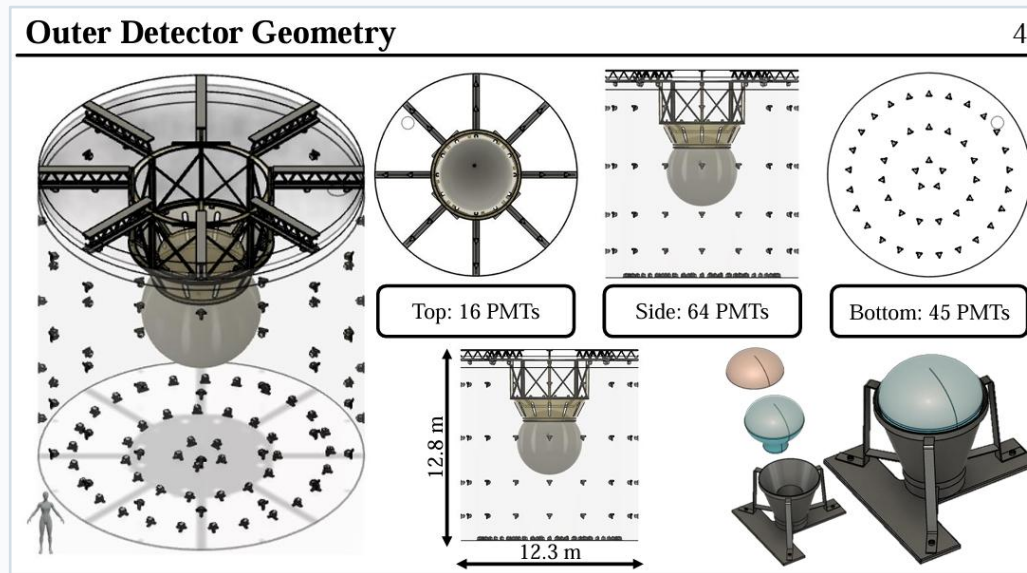 Outer Detector Geometry
4
Top: 16 PMTs
Side: 64 PMTs
Bottom: 45 PMTs
12.8 m
12.3 m